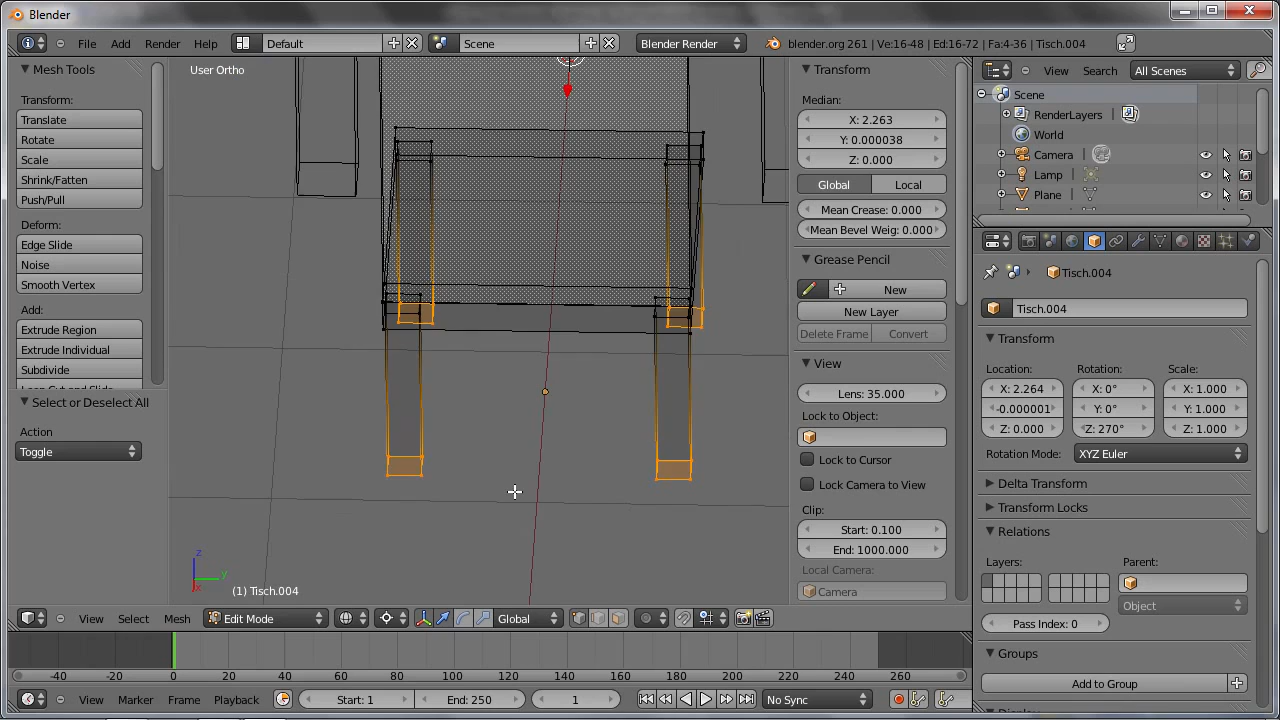 Blender
File Add Render Help Default Scene Blender Render blender.org 261 | Ve:16-48 | Ed:16-72 | Fa:4-36 | Tisch.004
Mesh Tools
Transform:
Translate
Rotate
Scale
Shrink/Fatten
Push/Pull
Deform:
Edge Slide
Noise
Smooth Vertex
Add:
Extrude Region
Extrude Individual
Subdivide
Select or Deselect All
Action
Toggle
User Ortho
z
y
x
(1) Tisch.004
Transform
Median:
X: 2.263
Y: 0.000038
Z: 0.000
Global Local
Mean Crease: 0.000
Mean Bevel Weig: 0.000
Grease Pencil
New
New Layer
Delete Frame Convert
View
Lens: 35.000
Lock to Object:
Lock to Cursor
Lock Camera to View
Clip:
Start: 0.100
End: 1000.000
Local Camera:
Camera
View Search All Scenes
Scene
RenderLayers
World
Camera
Lamp
Plane
Tisch.004
Tisch.004
Transform
Location: Rotation: Scale:
X: 2.264 X: 0° X: 1.000
-0.000001 Y: 0° Y: 1.000
Z: 0.000 Z: 270° Z: 1.000
Rotation Mode: XYZ Euler
Delta Transform
Transform Locks
Relations
Layers: Parent:
Object
Pass Index: 0
Groups
Add to Group
View Select Mesh Edit Mode Global
-40 -20 0 20 40 60 80 100 120 140 160 180 200 220 240 260
View Marker Frame Playback Start: 1 End: 250 1 No Sync